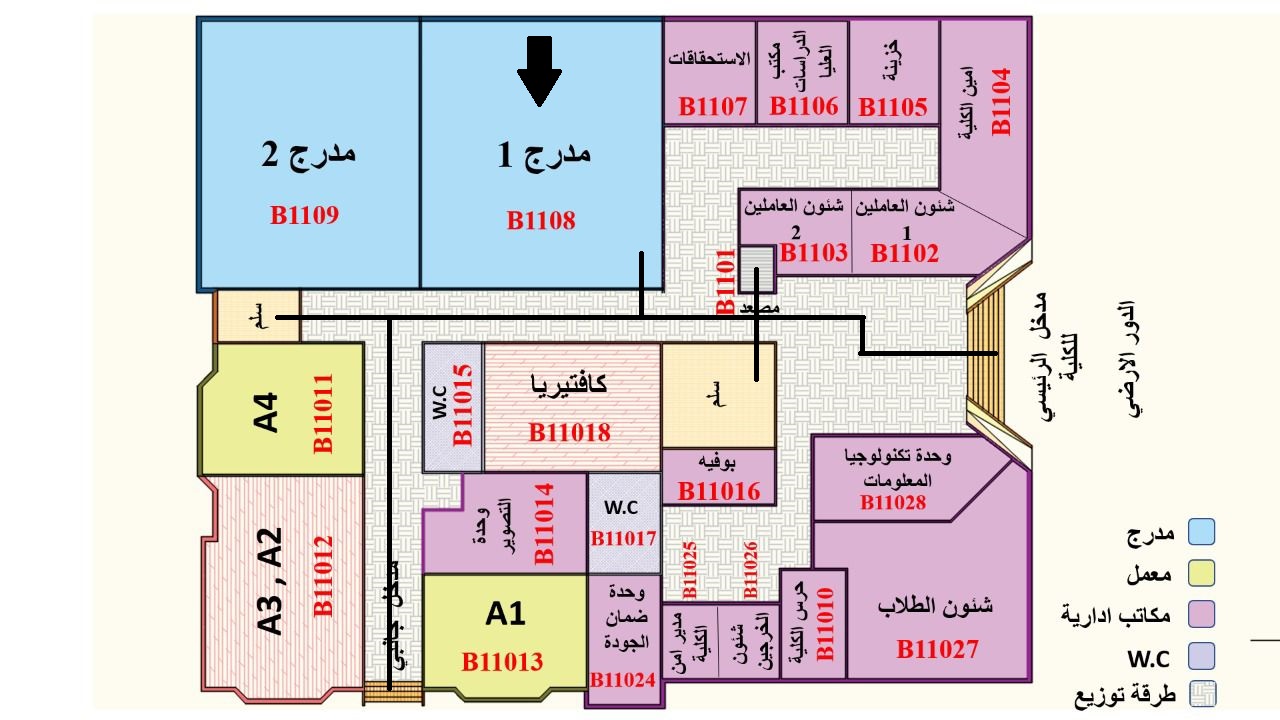 الاستحقاقات
B1107
مكتب
الدراسات
العليا
B1106
خزينة
B1105
امين الكلية
B1104
مدرج 2
B1109
مدرج 1
B1108
شئون العاملين
2
B1103
شئون العاملين
1
B1102
B1101
مصعد
سلم
مدخل الرئيسي
للكلية
الدور الارضي
A4
B11011
W.C
B11015
كافتيريا
B11018
سلم
بوفيه
B11016
وحدة تكنولوجيا
المعلومات
B11028
A3 , A2
B11012
مدخل جانبي
وحدة
التصوير
B11014
W.C
B11017
B11025
B11026
A1
B11013
وحدة
ضمان
الجودة
B11024
مدير امن
الكلية
شئون
الخرجين
حرس الكلية
B11010
شئون الطلاب
B11027
مدرج
معمل
مكاتب ادارية
W.C
طرقة توزيع